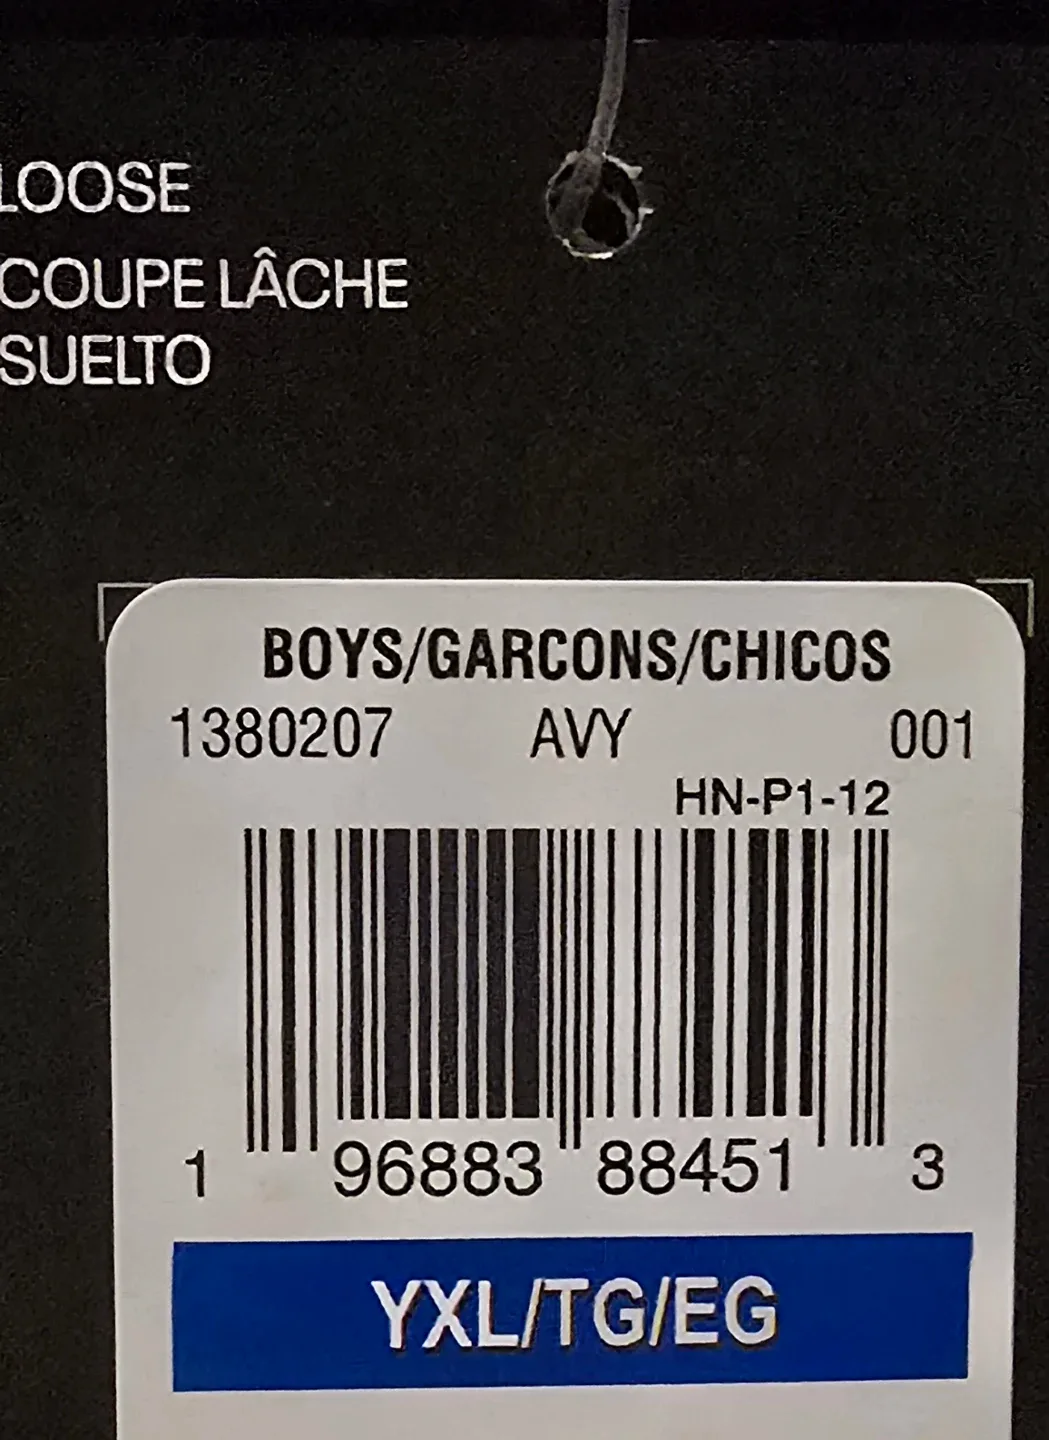 LOOSE
COUPE LÂCHE
SUELTO
BOYS/GARCONS/CHICOS
1380207 AVY 001
HN-P1-12
1 96883 88451 3
YXL/TG/EG